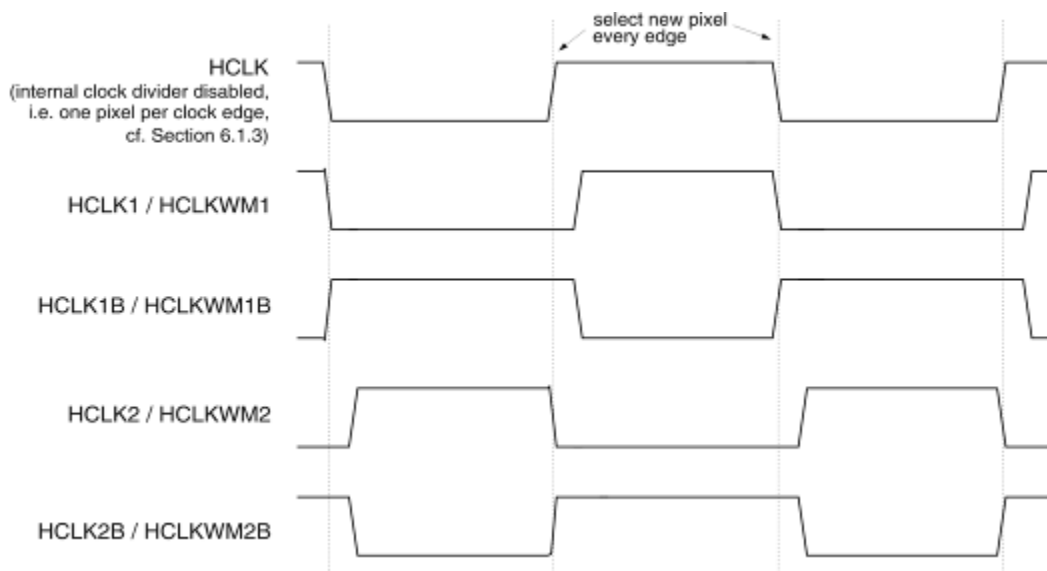 select new pixel
every edge
HCLK
(internal clock divider disabled,
i.e. one pixel per clock edge,
cf. Section 6.1.3)
HCLK1 / HCLKWM1
HCLK1B / HCLKWM1B
HCLK2 / HCLKWM2
HCLK2B / HCLKWM2B